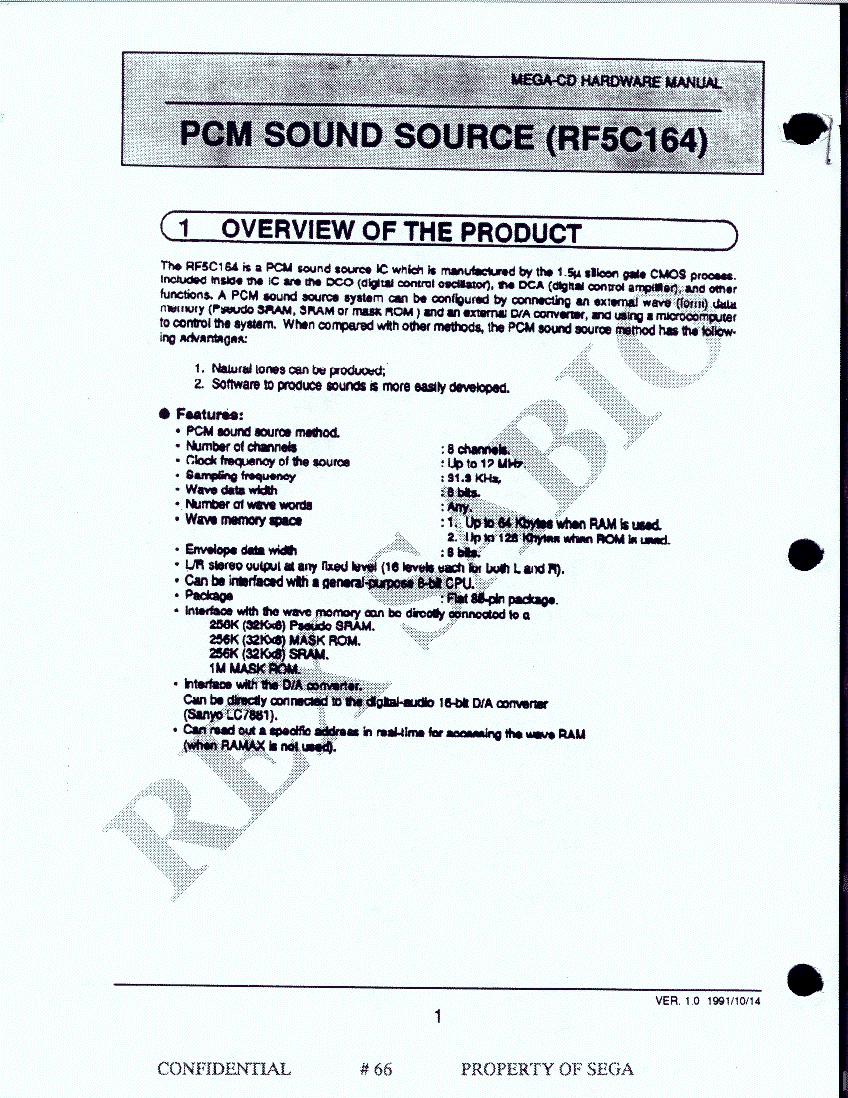 MEGA-CD HARDWARE MANUAL
PCM SOUND SOURCE (RF5C164)
1 OVERVIEW OF THE PRODUCT
The RF5C164 is a PCM sound source IC which is manufactured by the 1.5µ silicon gate CMOS process.
Included inside the IC are the DCO (digital control oscillator), the DCA (digital control amplifier), and other
functions. A PCM sound source system can be configured by connecting an external wave (form) data
memory (Pseudo SRAM, SRAM or mask ROM ) and an external D/A converter, and using a microcomputer
to control the system. When compared with other methods, the PCM sound source method has the follow-
ing advantages:
1. Natural tones can be produced;
2. Software to produce sounds is more easily developed.
● Features:
• PCM sound source method.
• Number of channels : 8 channels.
• Clock frequency of the source : Up to 12 MHz.
• Sampling frequency : 31.3 KHz,
• Wave data width : 8 bits.
• Number of wave words : Any.
• Wave memory space : 1. Up to 64 Kbytes when RAM is used.
2. Up to 128 Kbytes when ROM is used.
• Envelope data width : 8 bits.
• L/R stereo output at any fixed level (16 levels each for both L and R).
• Can be interfaced with a general-purpose 8-bit CPU.
• Package : Flat 80-pin package.
• Interface with the wave memory can be directly connected to a
256K (32Kx8) Pseudo SRAM.
256K (32Kx8) MASK ROM.
256K (32Kx8) SRAM.
1M MASK ROM.
• Interface with the D/A converter.
Can be directly connected to the digital-audio 16-bit D/A converter
(Sanyo LC7881).
• Can read out a specific address in real-time for accessing the wave RAM
(when RAMAX is not used).
VER. 1.0 1991/10/14
1
CONFIDENTIAL # 66 PROPERTY OF SEGA